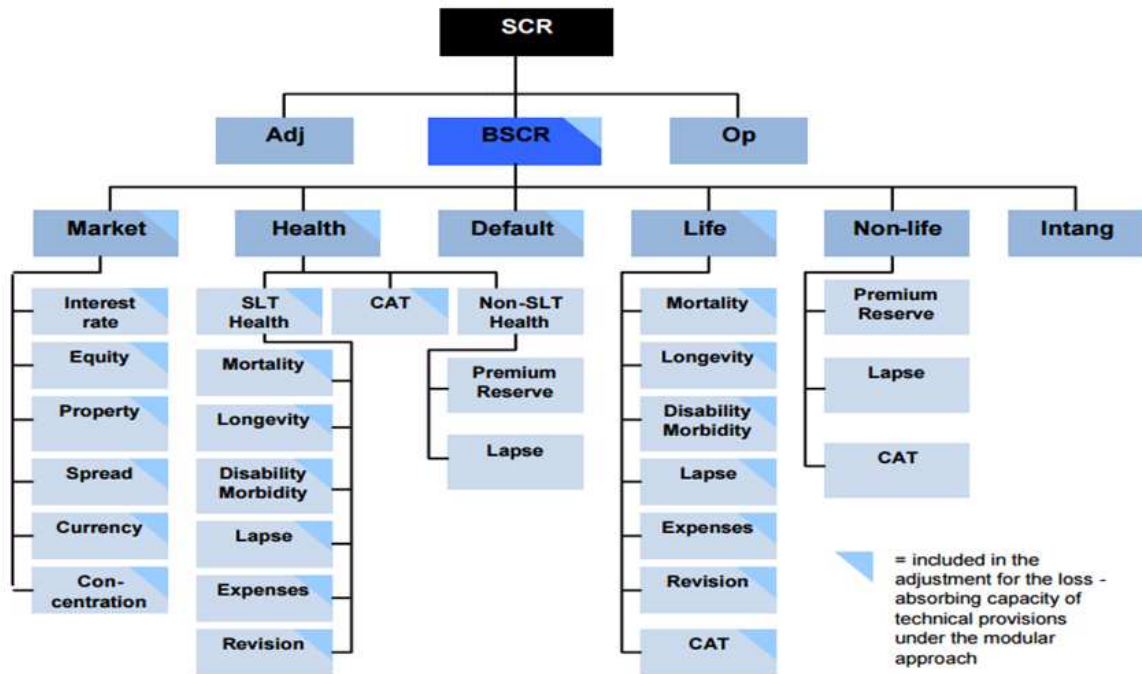 SCR
Adj
BSCR
Op
Market
Health
Default
Life
Non-life
Intang
Interest
rate
Equity
Property
Spread
Currency
Con-
centration
SLT
Health
CAT
Non-SLT
Health
Mortality
Longevity
Disability
Morbidity
Lapse
Expenses
Revision
Premium
Reserve
Lapse
Mortality
Longevity
Disability
Morbidity
Lapse
Expenses
Revision
CAT
Premium
Reserve
Lapse
CAT
= included in the
adjustment for the loss -
absorbing capacity of
technical provisions
under the modular
approach